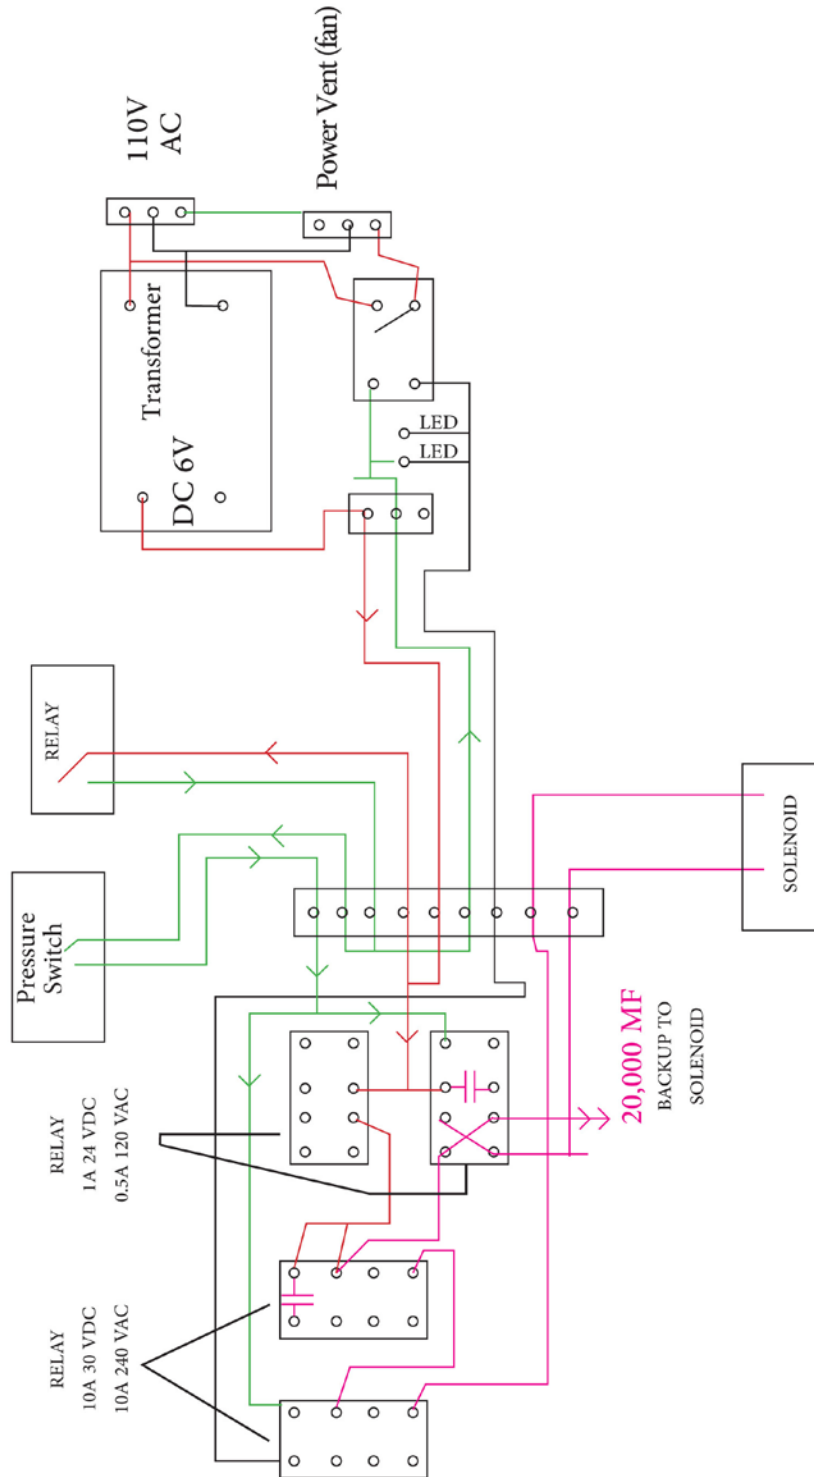 110V
AC
Power Vent (fan)
Transformer
DC 6V
LED
LED
RELAY
Pressure
Switch
SOLENOID
20,000 MF
BACKUP TO
SOLENOID
RELAY
1A 24 VDC
0.5A 120 VAC
RELAY
10A 30 VDC
10A 240 VAC